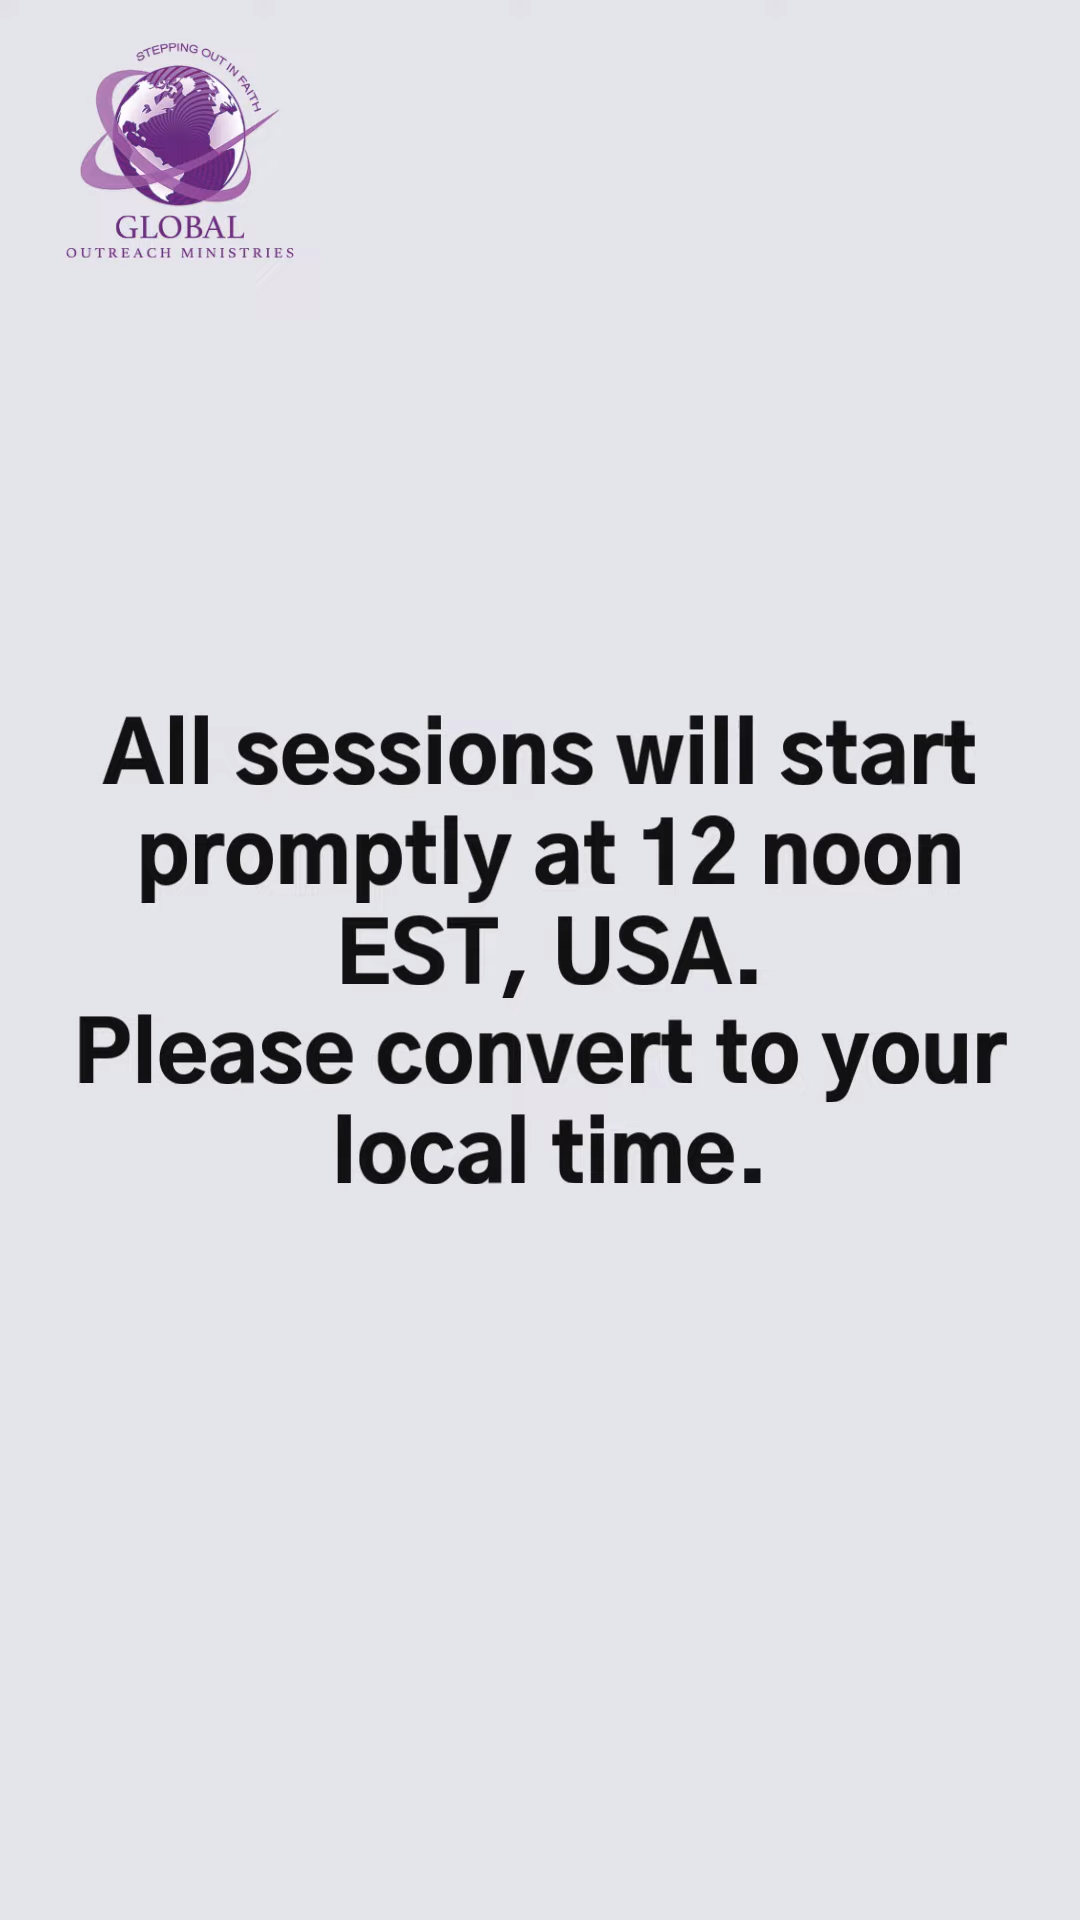 STEPPING OUT IN FAITH
GLOBAL
OUTREACH MINISTRIES
All sessions will start
promptly at 12 noon
EST, USA.
Please convert to your
local time.